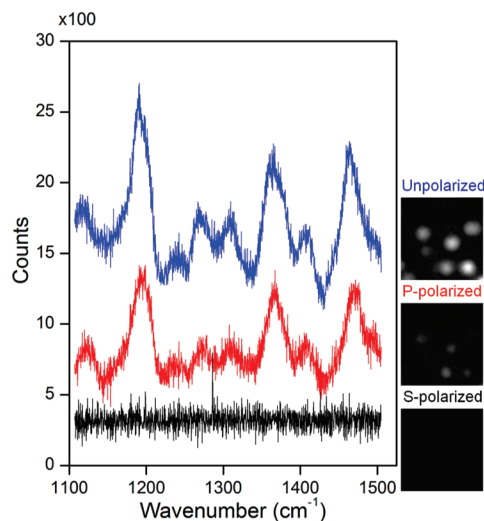 x100
30
25
20
15
10
5
0
Counts
1100 1200 1300 1400 1500
Wavenumber (cm⁻¹)
Unpolarized
P-polarized
S-polarized